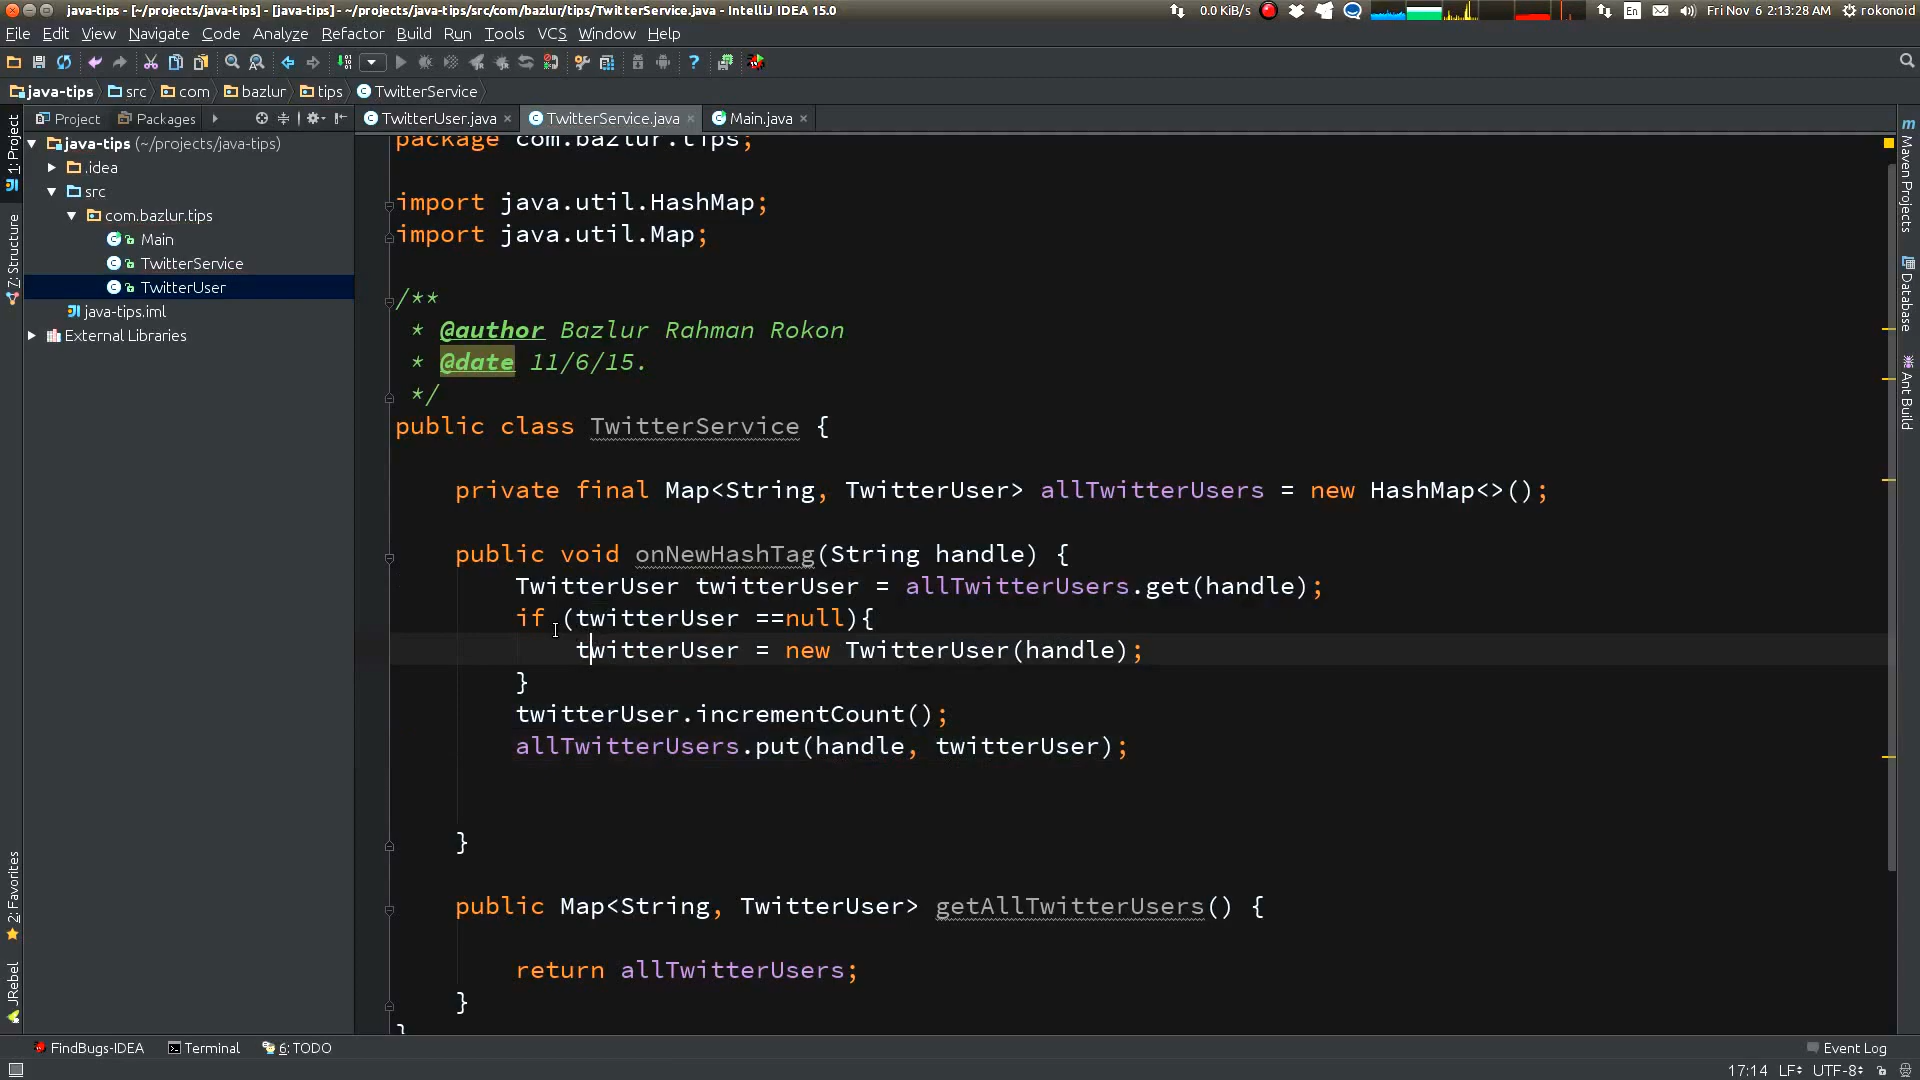 java-tips - [~/projects/java-tips] - [java-tips] - ~/projects/java-tips/src/com/bazlur/tips/TwitterService.java - IntelliJ IDEA 15.0
0.0 KiB/s En Fri Nov 6 2:13:28 AM rokonoid
File Edit View Navigate Code Analyze Refactor Build Run Tools VCS Window Help
java-tips src com bazlur tips TwitterService
Project Packages
TwitterUser.java TwitterService.java Main.java
java-tips (~/projects/java-tips)
.idea
src
com.bazlur.tips
Main
TwitterService
TwitterUser
java-tips.iml
External Libraries
1: Project
7: Structure
2: Favorites
JRebel
package com.bazlur.tips;
import java.util.HashMap;
import java.util.Map;
/**
* @author Bazlur Rahman Rokon
* @date 11/6/15.
*/
public class TwitterService {
private final Map<String, TwitterUser> allTwitterUsers = new HashMap<>();
public void onNewHashTag(String handle) {
TwitterUser twitterUser = allTwitterUsers.get(handle);
if (twitterUser ==null){
twitterUser = new TwitterUser(handle);
}
twitterUser.incrementCount();
allTwitterUsers.put(handle, twitterUser);
}
public Map<String, TwitterUser> getAllTwitterUsers() {
return allTwitterUsers;
}
}
m Maven Projects
Database
Ant Build
FindBugs-IDEA Terminal 6: TODO Event Log
17:14 LF UTF-8